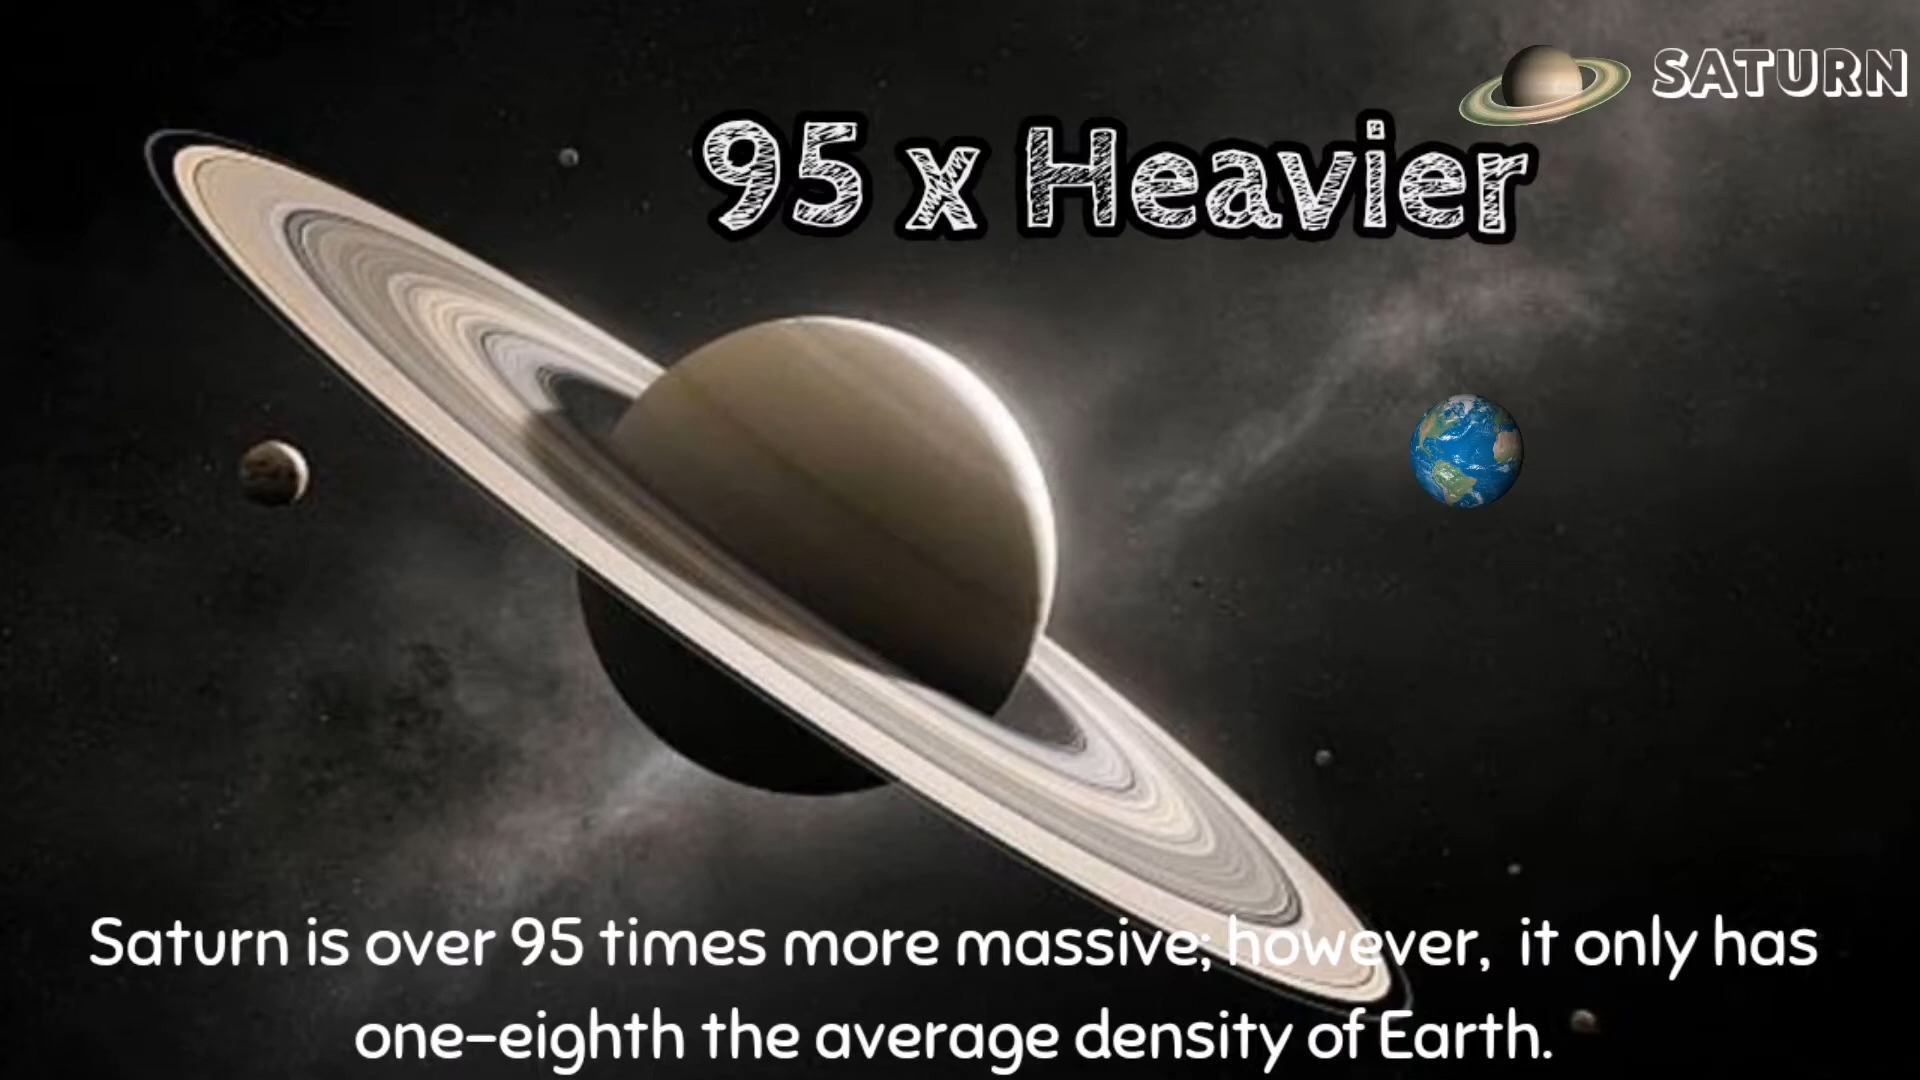 SATURN
95 x Heavier
Saturn is over 95 times more massive; however, it only has
one-eighth the average density of Earth.